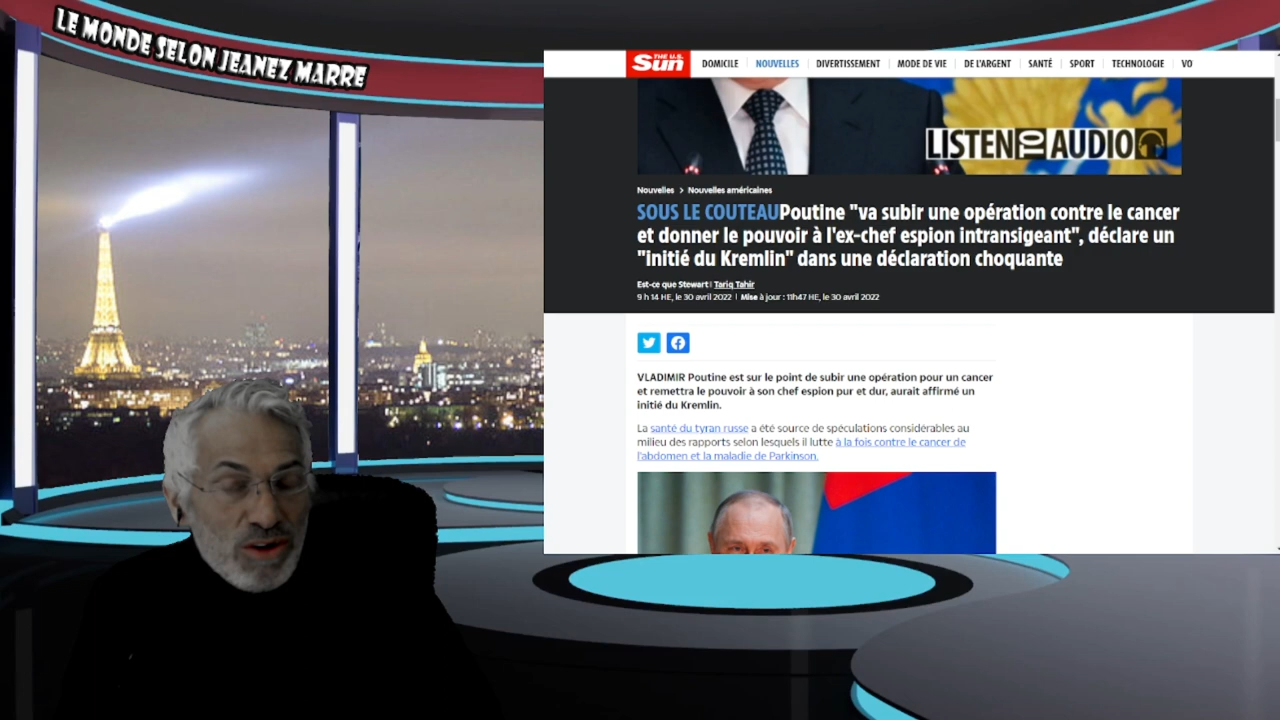 LE MONDE SELON JEANEZ MARRE
THE U.S. Sun
DOMICILE NOUVELLES DIVERTISSEMENT MODE DE VIE DE L'ARGENT SANTÉ SPORT TECHNOLOGIE VO
LISTEN TO AUDIO
Nouvelles > Nouvelles américaines
SOUS LE COUTEAUPoutine "va subir une opération contre le cancer
et donner le pouvoir à l'ex-chef espion intransigeant", déclare un
"initié du Kremlin" dans une déclaration choquante
Est-ce que Stewart | Tariq Tahir
9 h 14 HE, le 30 avril 2022 | Mise à jour : 11h47 HE, le 30 avril 2022
VLADIMIR Poutine est sur le point de subir une opération pour un cancer
et remettra le pouvoir à son chef espion pur et dur, aurait affirmé un
initié du Kremlin.
La santé du tyran russe a été source de spéculations considérables au
milieu des rapports selon lesquels il lutte à la fois contre le cancer de
l'abdomen et la maladie de Parkinson.